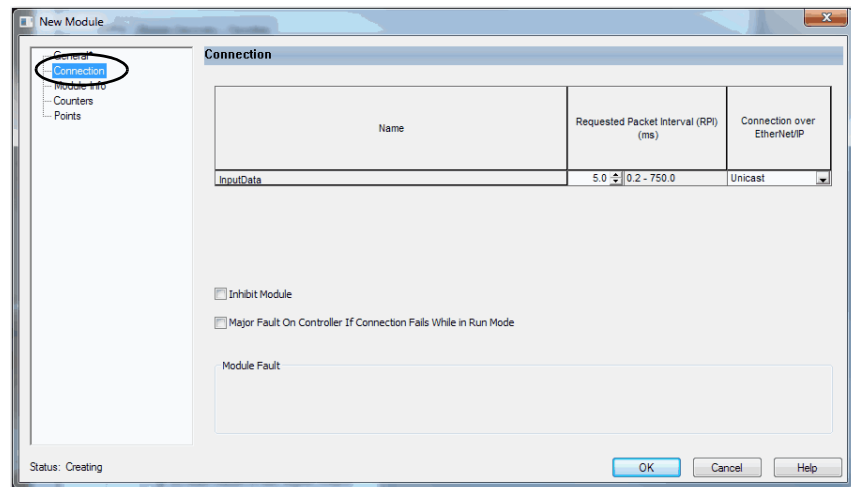 New Module
General*
Connection
Module Info
Counters
Points
Connection
Name
Requested Packet Interval (RPI)
(ms)
Connection over
EtherNet/IP
InputData
5.0
0.2 - 750.0
Unicast
Inhibit Module
Major Fault On Controller If Connection Fails While in Run Mode
Module Fault
Status: Creating
OK
Cancel
Help